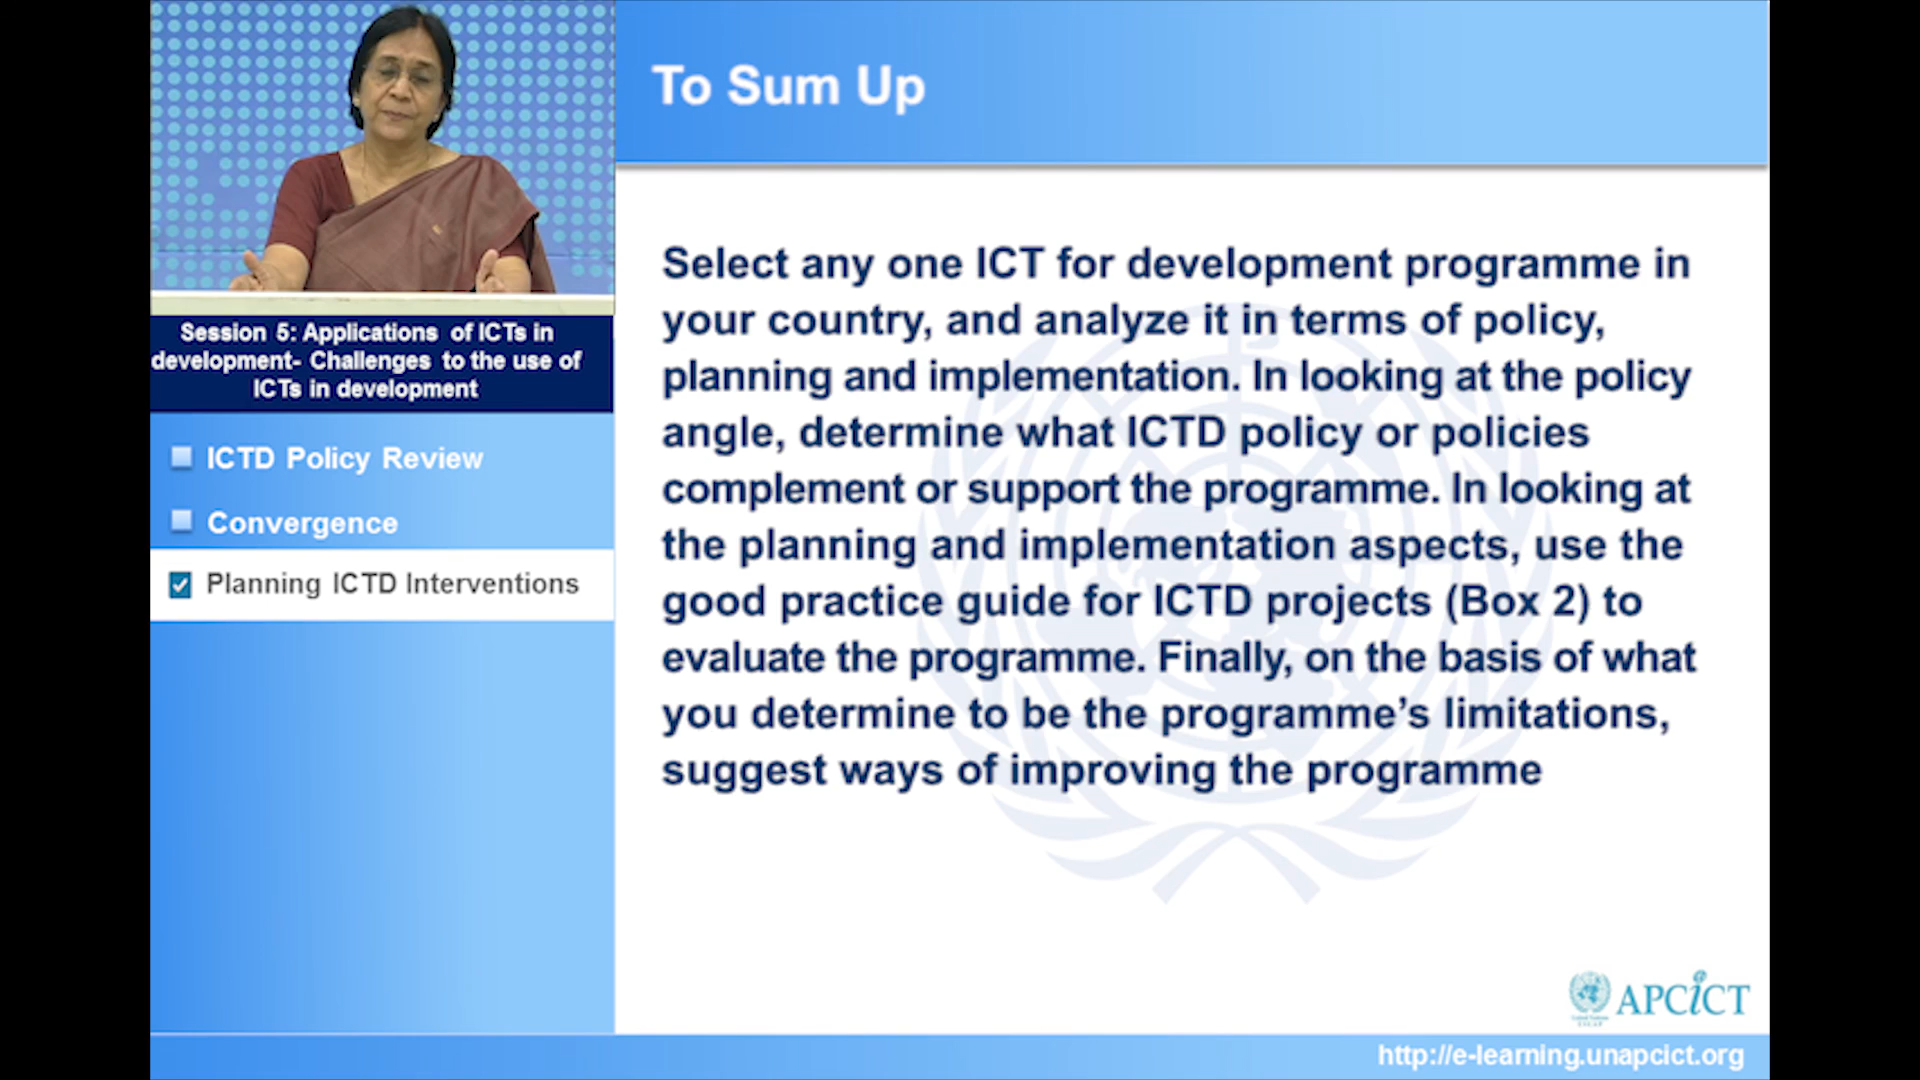 To Sum Up
Session 5: Applications of ICTs in
development- Challenges to the use of
ICTs in development
ICTD Policy Review
Convergence
Planning ICTD Interventions
Select any one ICT for development programme in
your country, and analyze it in terms of policy,
planning and implementation. In looking at the policy
angle, determine what ICTD policy or policies
complement or support the programme. In looking at
the planning and implementation aspects, use the
good practice guide for ICTD projects (Box 2) to
evaluate the programme. Finally, on the basis of what
you determine to be the programme’s limitations,
suggest ways of improving the programme
APCICT
http://e-learning.unapcict.org